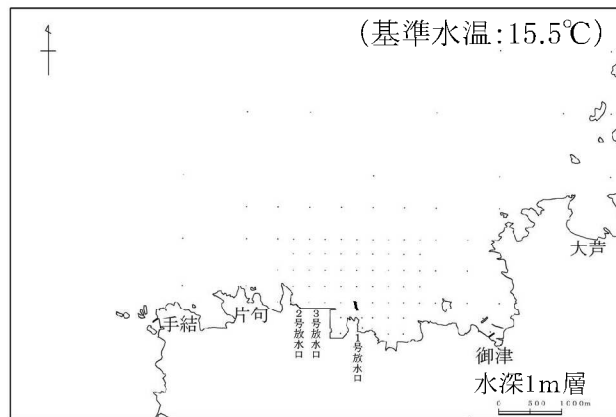 (基準水温:15.5℃)
大芦
手結
片句
2号放水口
3号放水口
1号放水口
御津
水深1m層
0 500 1000m